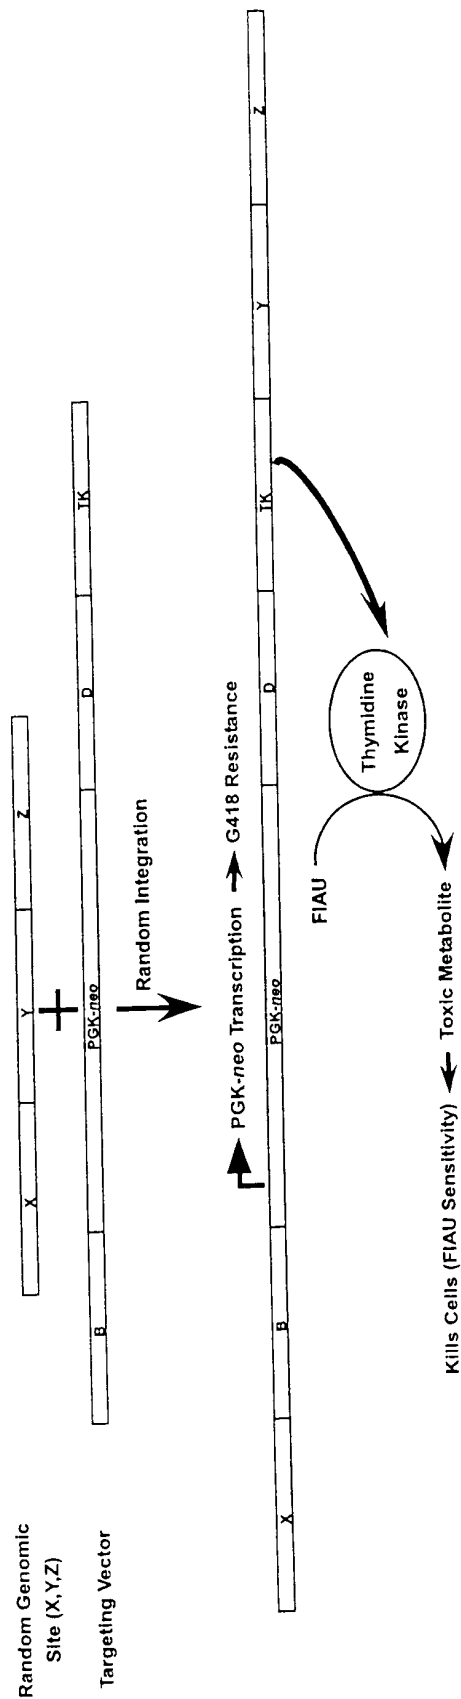 Random Genomic
Site (X,Y,Z)
X Y Z
Targeting Vector
B PGK-neo D TK
Random Integration
PGK-neo Transcription G418 Resistance
X B PGK-neo D TK Y Z
FIAU
Thymidine
Kinase
Kills Cells (FIAU Sensitivity) Toxic Metabolite